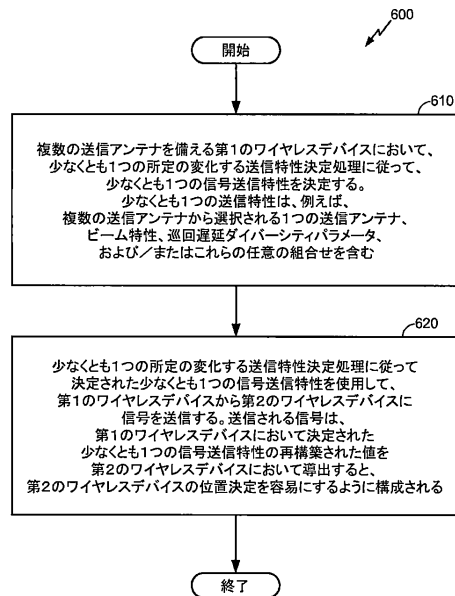 600
開始
610
複数の送信アンテナを備える第1のワイヤレスデバイスにおいて、
少なくとも1つの所定の変化する送信特性決定処理に従って、
少なくとも1つの信号送信特性を決定する。
少なくとも1つの送信特性は、例えば、
複数の送信アンテナから選択される1つの送信アンテナ、
ビーム特性、巡回遅延ダイバーシティパラメータ、
および/またはこれらの任意の組合せを含む
620
少なくとも1つの所定の変化する送信特性決定処理に従って
決定された少なくとも1つの信号送信特性を使用して、
第1のワイヤレスデバイスから第2のワイヤレスデバイスに
信号を送信する。送信される信号は、
第1のワイヤレスデバイスにおいて決定された
少なくとも1つの信号送信特性の再構築された値を
第2のワイヤレスデバイスにおいて導出すると、
第2のワイヤレスデバイスの位置決定を容易にするように構成される
終了